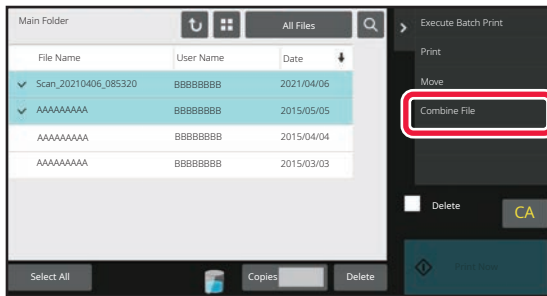 Main Folder
All Files
File Name User Name Date
Scan_20210406_085320 BBBBBBBB 2021/04/06
AAAAAAAAA BBBBBBBB 2015/05/05
AAAAAAAAA BBBBBBBB 2015/04/04
AAAAAAAAA BBBBBBBB 2015/03/03
Select All
Copies
Delete
Execute Batch Print
Print
Move
Combine File
Delete
CA
Print Now